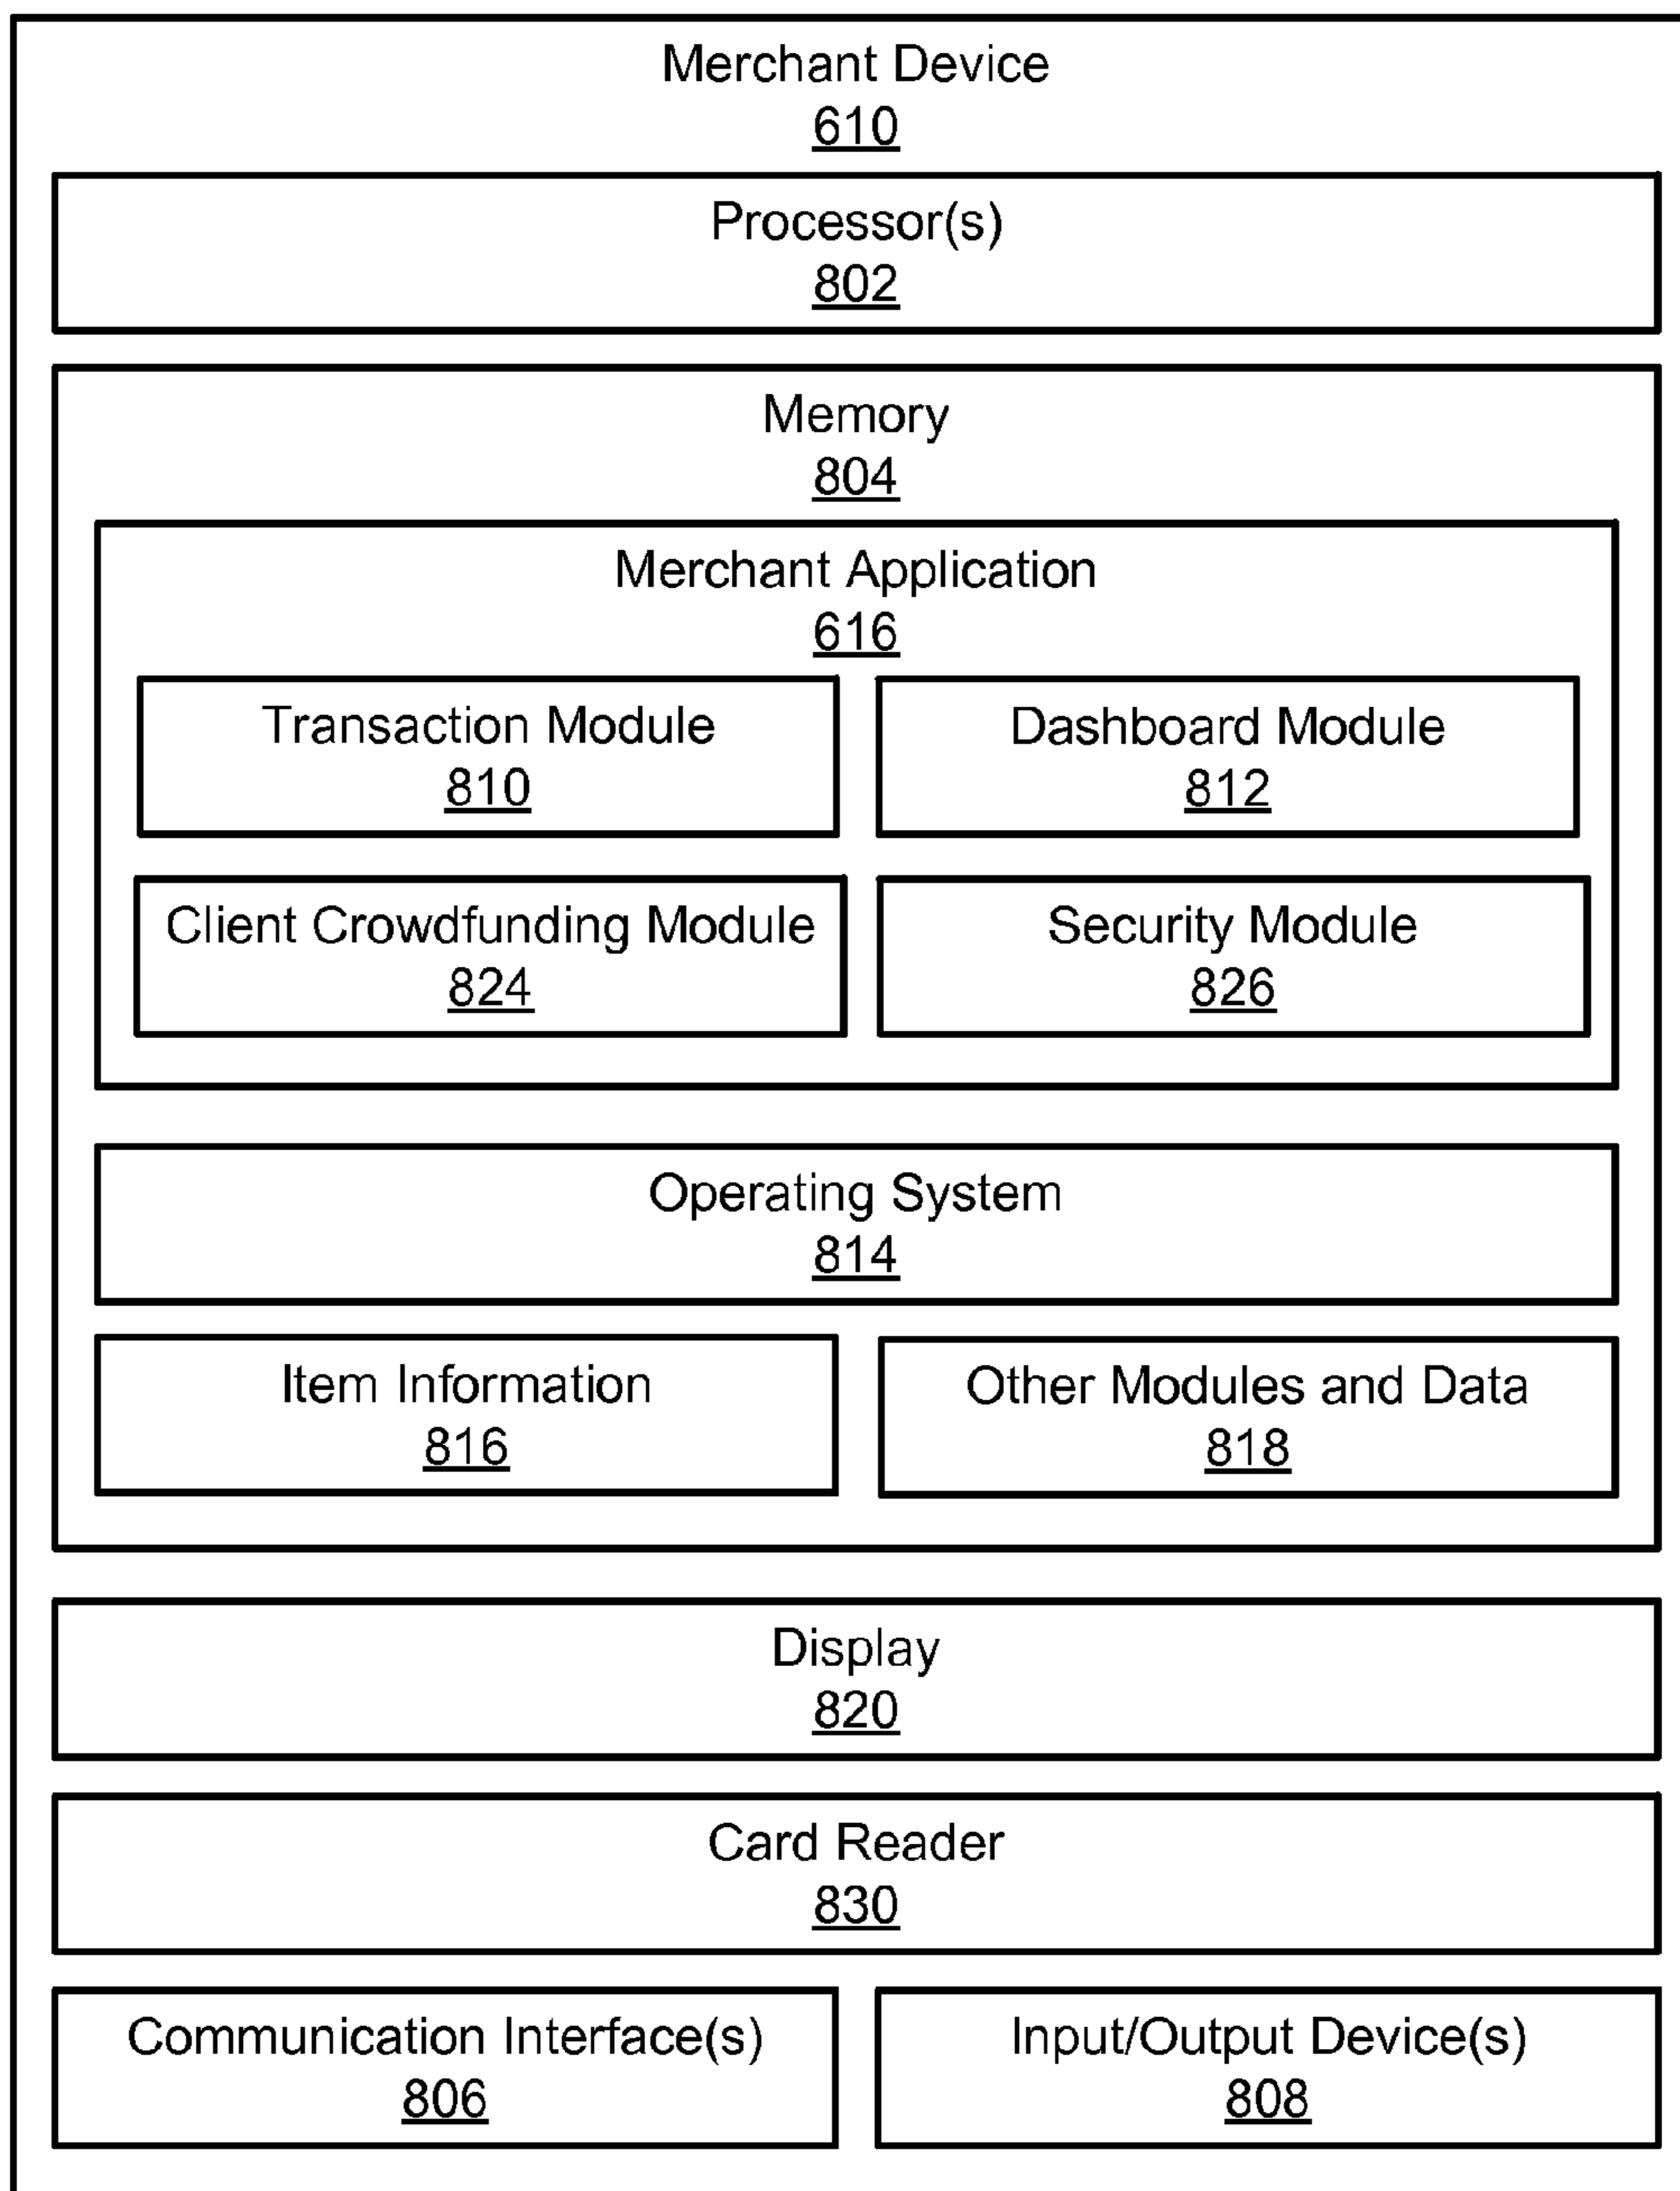 Merchant Device
610
Processor(s)
802
Memory
804
Merchant Application
616
Transaction Module
810
Dashboard Module
812
Client Crowdfunding Module
824
Security Module
826
Operating System
814
Item Information
816
Other Modules and Data
818
Display
820
Card Reader
830
Communication Interface(s)
806
Input/Output Device(s)
808